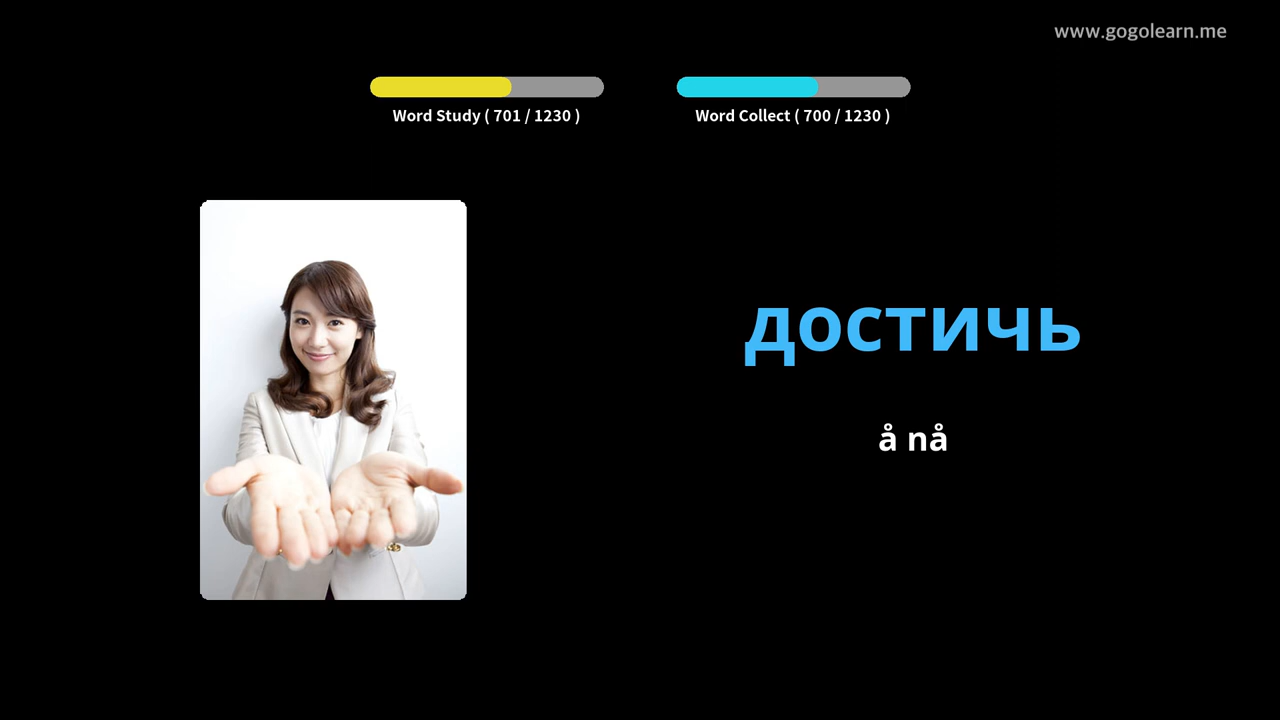 www.gogolearn.me
Word Study ( 701 / 1230 )
Word Collect ( 700 / 1230 )
достичь
å nå